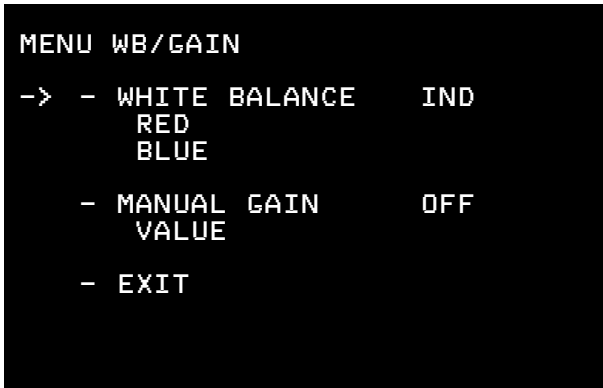 MENU WB/GAIN
-> - WHITE BALANCE IND
RED
BLUE
- MANUAL GAIN OFF
VALUE
- EXIT